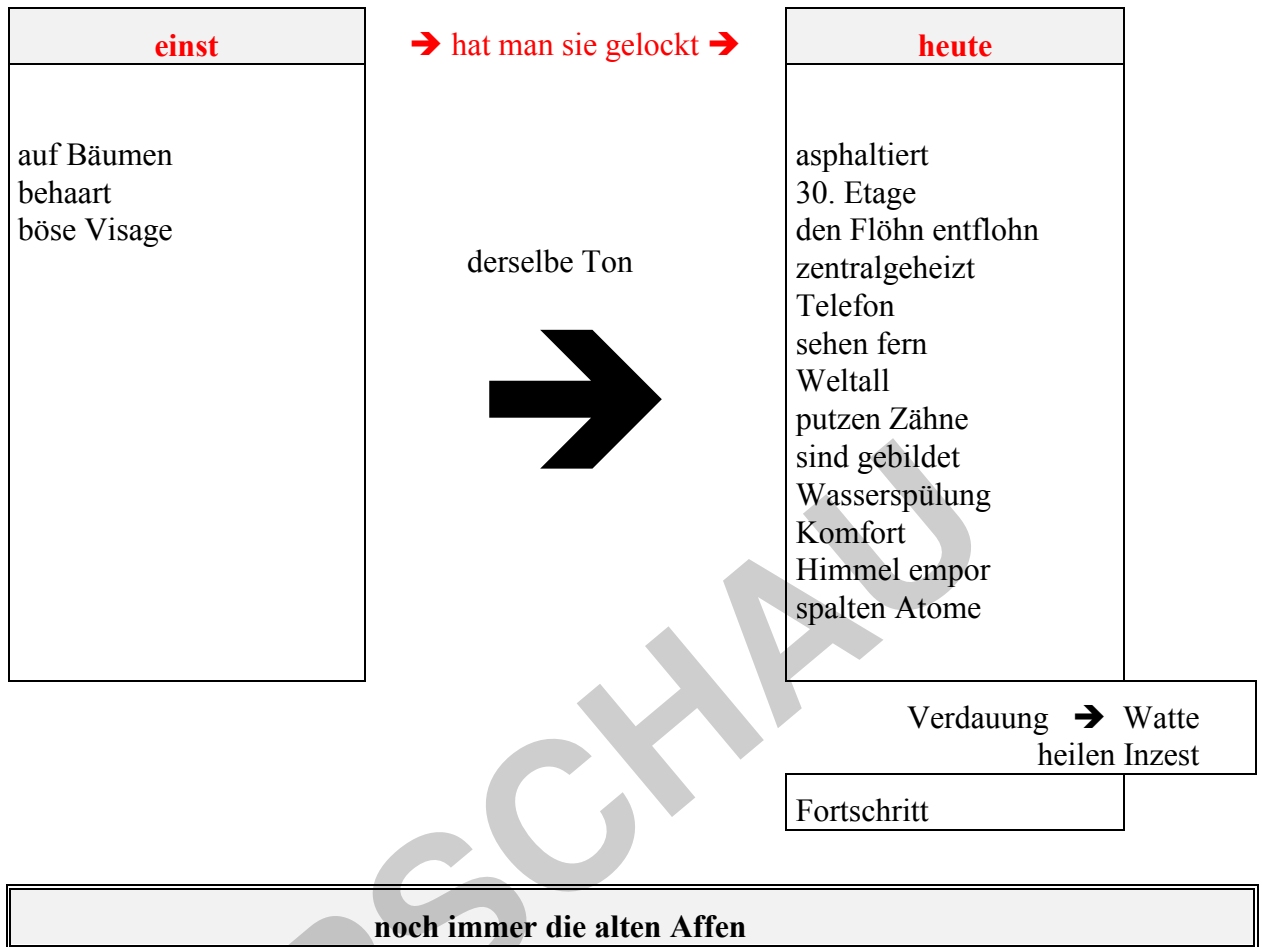 einst
➔ hat man sie gelockt ➔
heute
auf Bäumen
behaart
böse Visage
derselbe Ton
asphaltiert
30. Etage
den Flöhn entflohn
zentralgeheizt
Telefon
sehen fern
Weltall
putzen Zähne
sind gebildet
Wasserspülung
Komfort
Himmel empor
spalten Atome
Verdauung ➔ Watte
heilen Inzest
Fortschritt
noch immer die alten Affen
RSCHAU